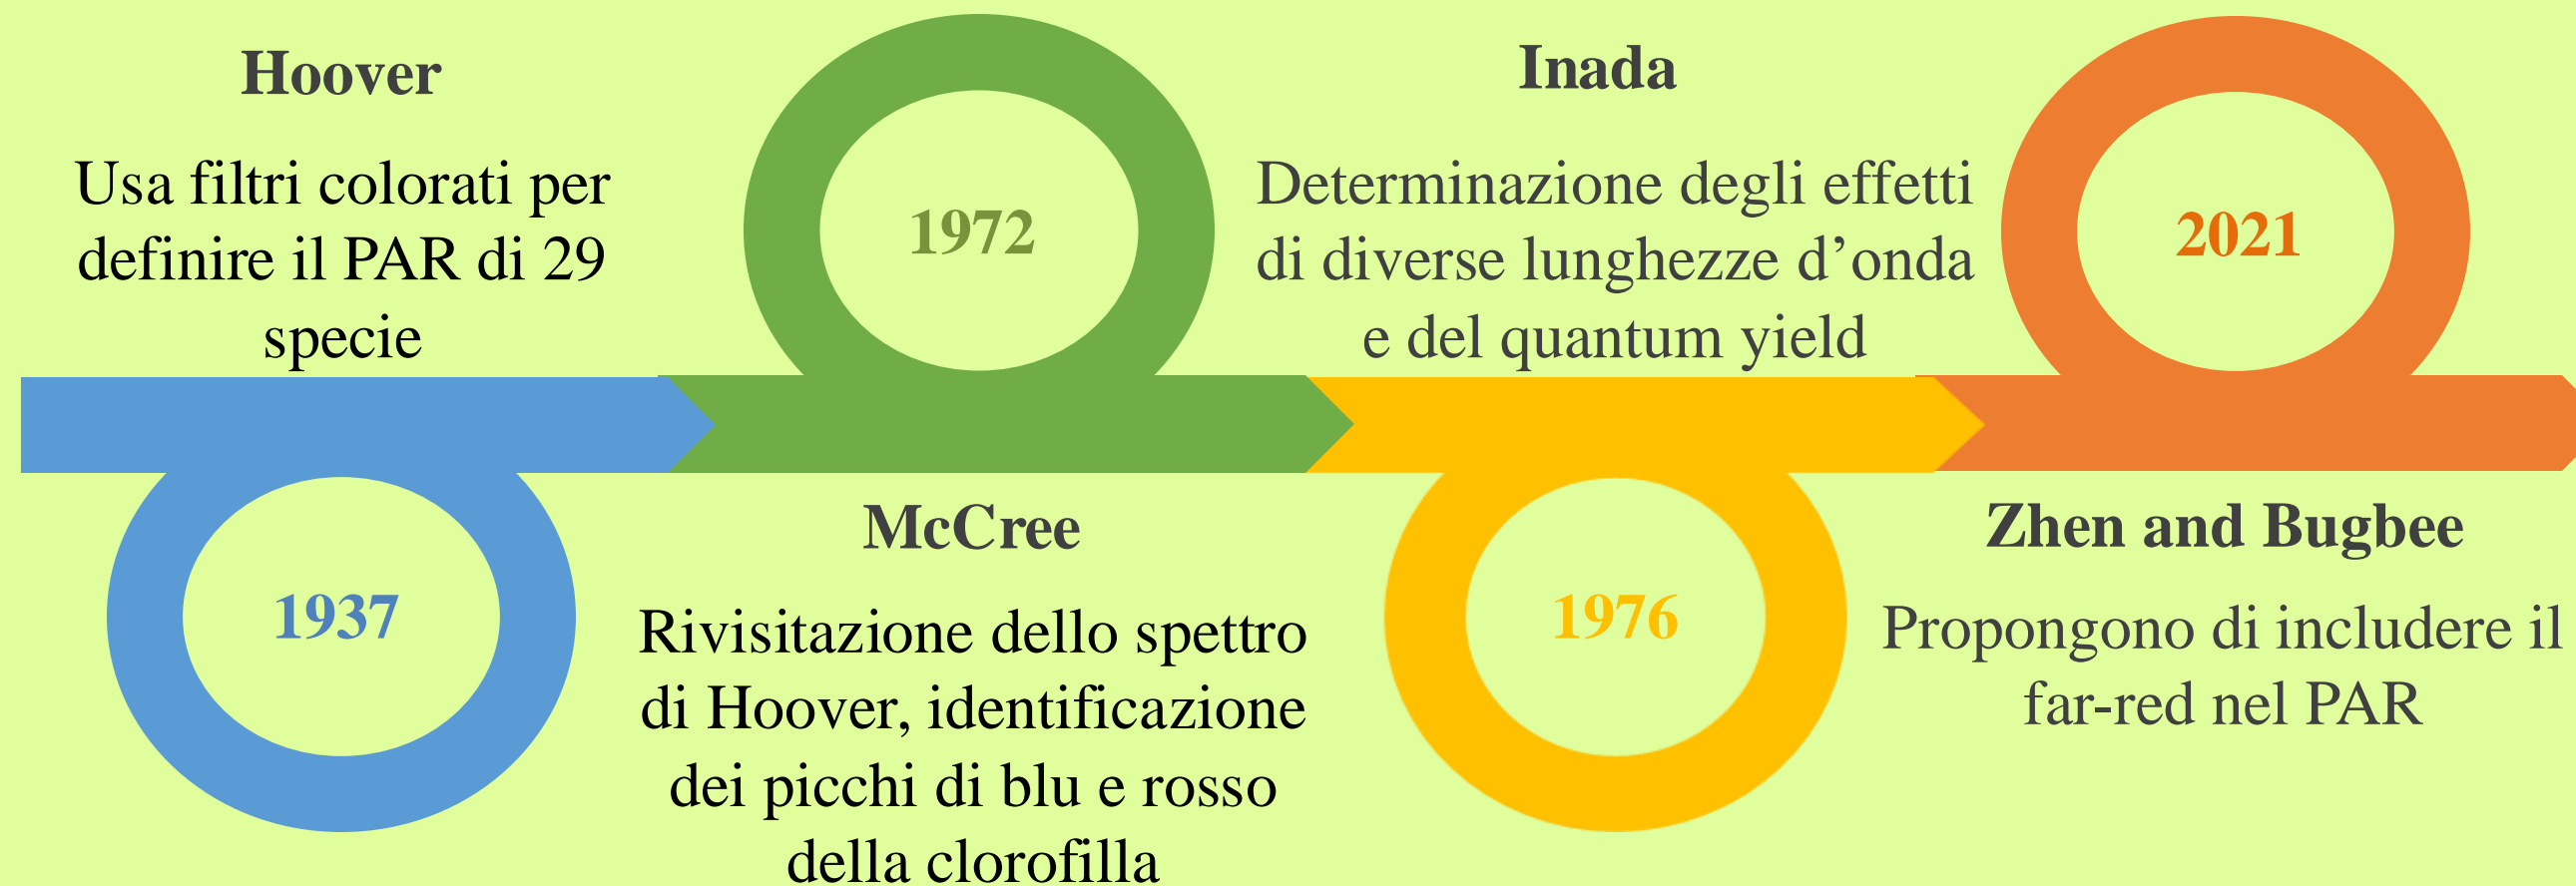 Hoover
Usa filtri colorati per
definire il PAR di 29
specie
1937
1972
McCree
Rivisitazione dello spettro
di Hoover, identificazione
dei picchi di blu e rosso
della clorofilla
Inada
Determinazione degli effetti
di diverse lunghezze d’onda
e del quantum yield
1976
2021
Zhen and Bugbee
Propongono di includere il
far-red nel PAR